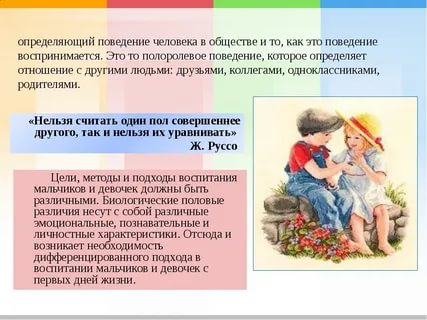 определяющий поведение человека в обществе и то, как это поведение
воспринимается. Это то полоролевое поведение, которое определяет
отношение с другими людьми: друзьями, коллегами, одноклассниками,
родителями.
«Нельзя считать один пол совершеннее
другого, так и нельзя их уравнивать»
Ж. Руссо
Цели, методы и подходы воспитания
мальчиков и девочек должны быть
различными. Биологические половые
различия несут с собой различные
эмоциональные, познавательные и
личностные характеристики. Отсюда и
возникает необходимость
дифференцированного подхода в
воспитании мальчиков и девочек с
первых дней жизни.